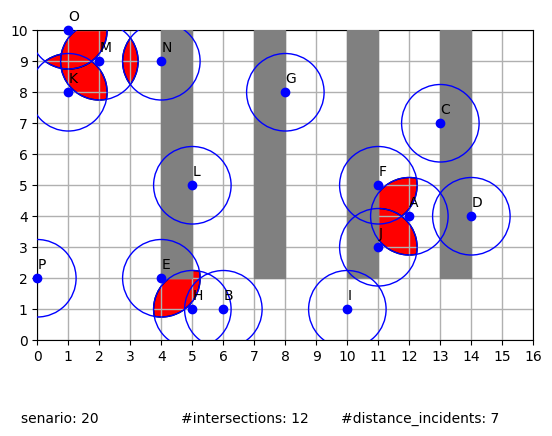 O
10
M
N
9
K
G
8
C
7
6
L
F
5
A
D
4
J
3
P
E
2
H
B
I
1
0
0 1 2 3 4 5 6 7 8 9 10 11 12 13 14 15 16
senario: 20 #intersections: 12 #distance_incidents: 7